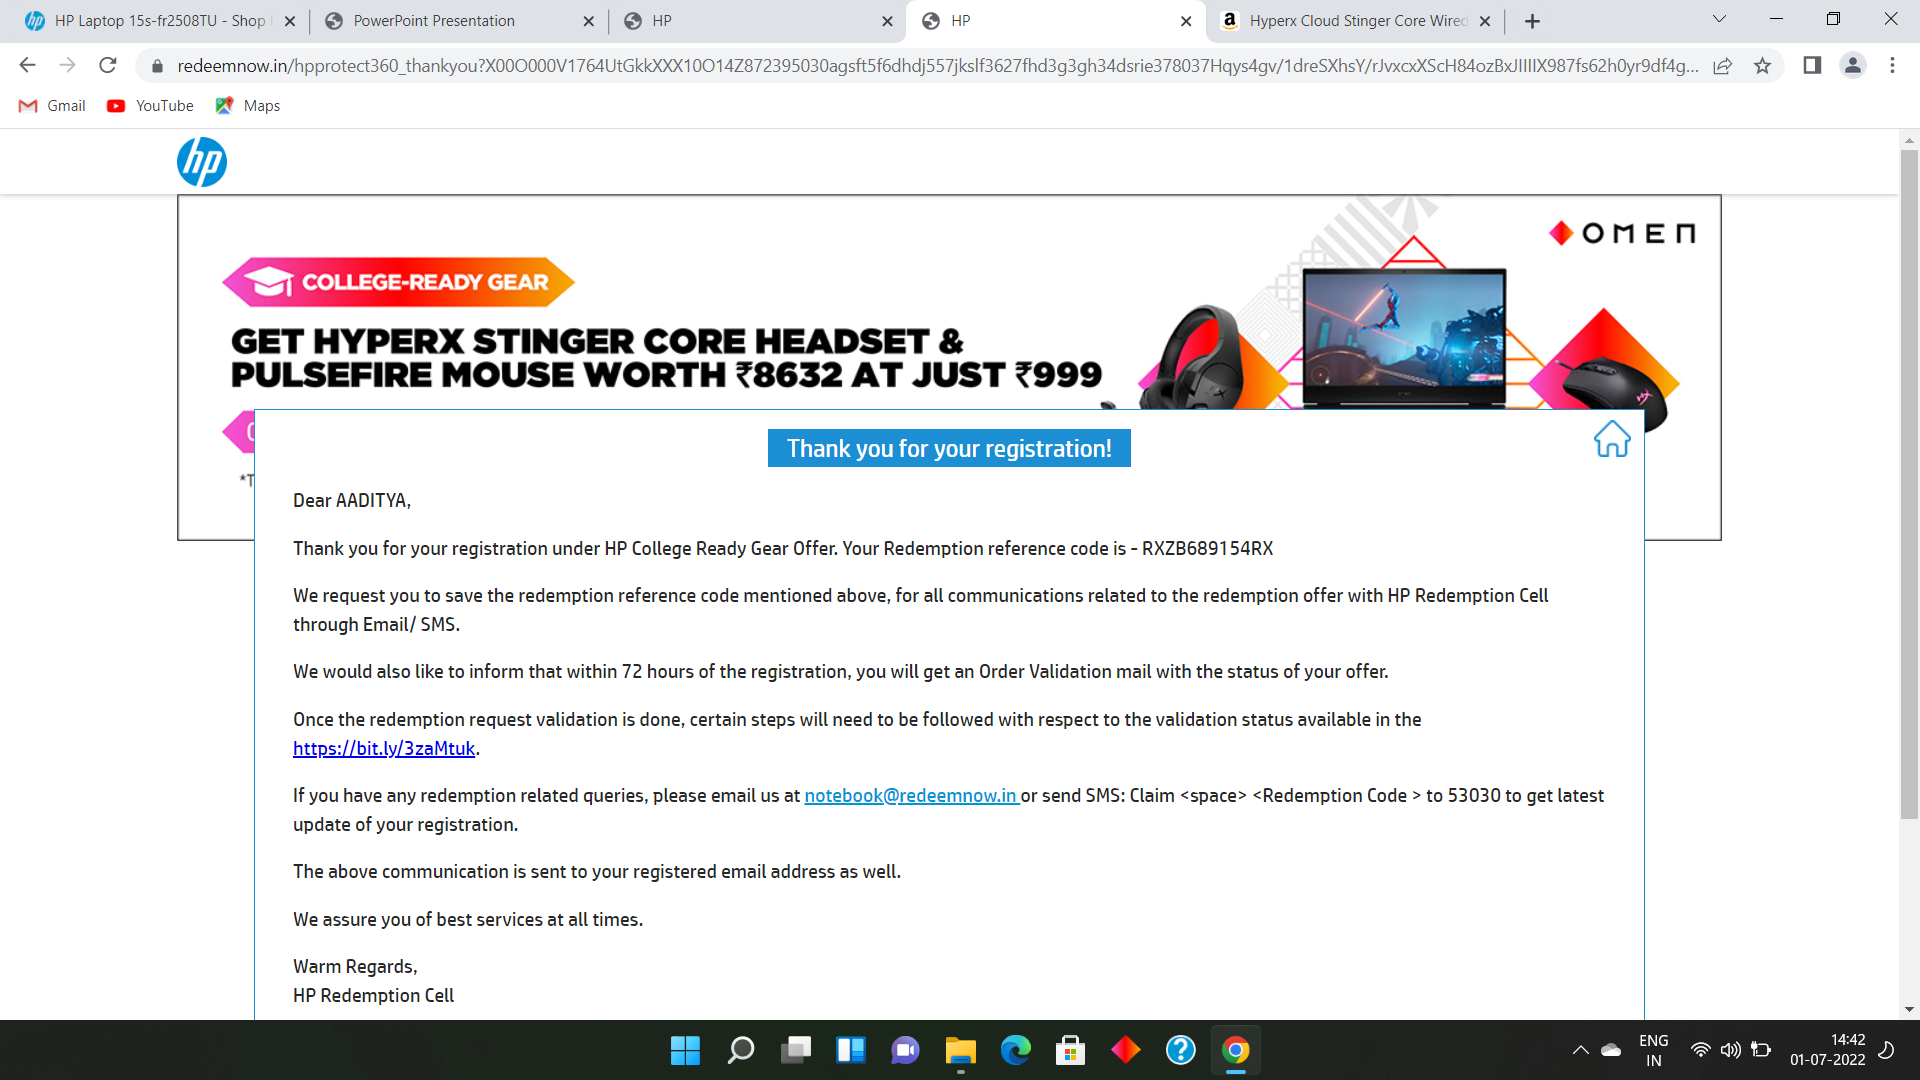 HP Laptop 15s-fr2508TU - Shop
PowerPoint Presentation
HP
HP
Hyperx Cloud Stinger Core Wired
redeemnow.in/hpprotect360_thankyou?X00O000V1764UtGkkXXX10O14Z872395030agsft5f6dhdj557jkslf3627fhd3g3gh34dsrie378037Hqys4gv/1dreSXhsY/rJvxcxXScH84ozBxJIIIIX987fs62h0yr9df4g...
Gmail
YouTube
Maps
hp
OMEN
COLLEGE-READY GEAR
GET HYPERX STINGER CORE HEADSET &
PULSEFIRE MOUSE WORTH ₹8632 AT JUST ₹999
*T
Thank you for your registration!
Dear AADITYA,
Thank you for your registration under HP College Ready Gear Offer. Your Redemption reference code is - RXZB689154RX
We request you to save the redemption reference code mentioned above, for all communications related to the redemption offer with HP Redemption Cell
through Email/ SMS.
We would also like to inform that within 72 hours of the registration, you will get an Order Validation mail with the status of your offer.
Once the redemption request validation is done, certain steps will need to be followed with respect to the validation status available in the
https://bit.ly/3zaMtuk.
If you have any redemption related queries, please email us at notebook@redeemnow.in or send SMS: Claim <space> <Redemption Code > to 53030 to get latest
update of your registration.
The above communication is sent to your registered email address as well.
We assure you of best services at all times.
Warm Regards,
HP Redemption Cell
ENG
IN
14:42
01-07-2022